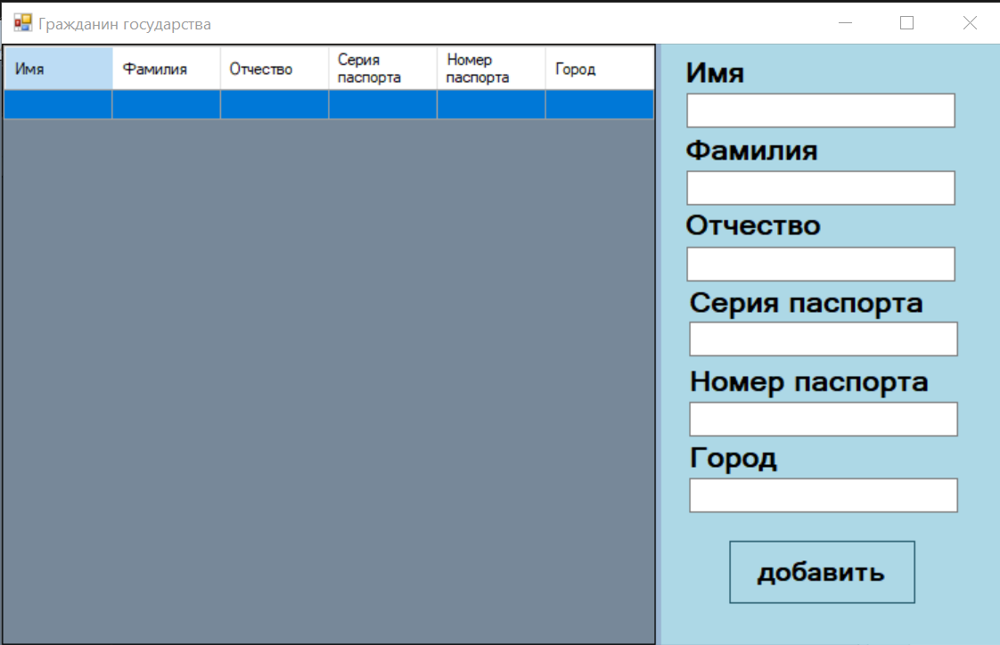 Гражданин государства
Имя
Фамилия
Отчество
Серия
паспорта
Номер
паспорта
Город
Имя
Фамилия
Отчество
Серия паспорта
Номер паспорта
Город
добавить